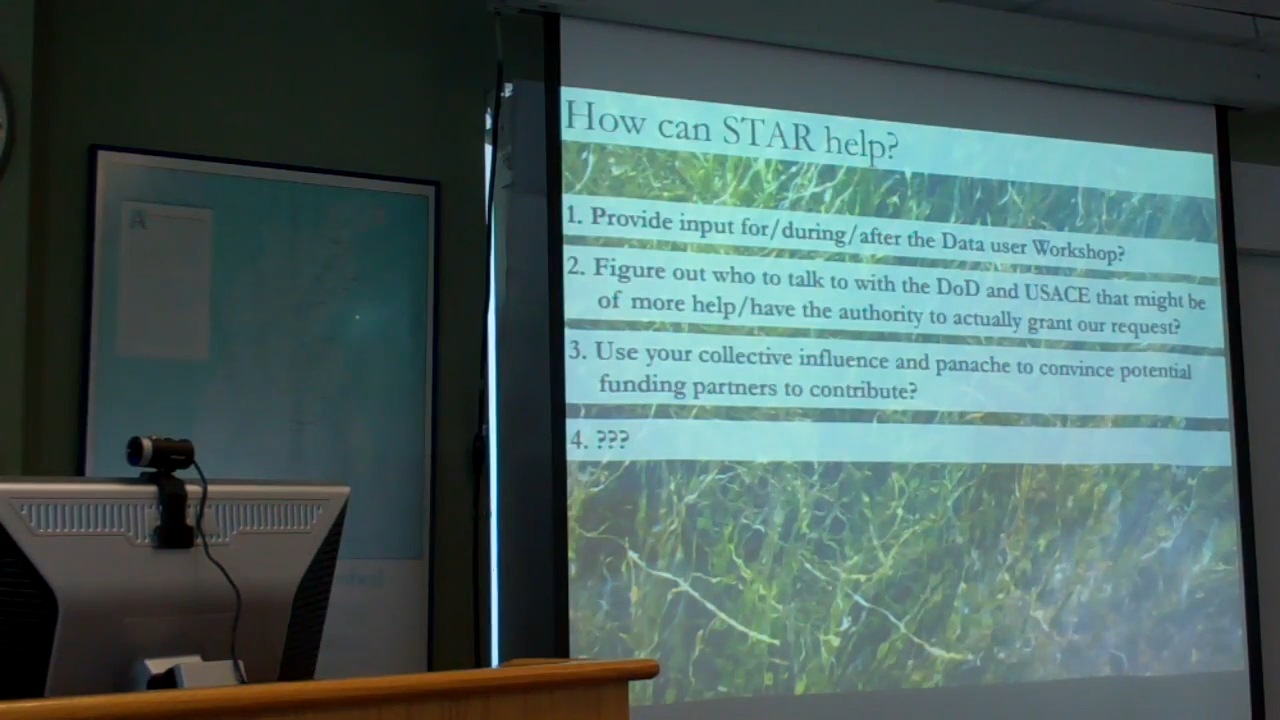 How can STAR help?
1. Provide input for/during/after the Data user Workshop?
2. Figure out who to talk to with the DoD and USACE that might be
of more help/have the authority to actually grant our request?
3. Use your collective influence and panache to convince potential
funding partners to contribute?
4. ???
A